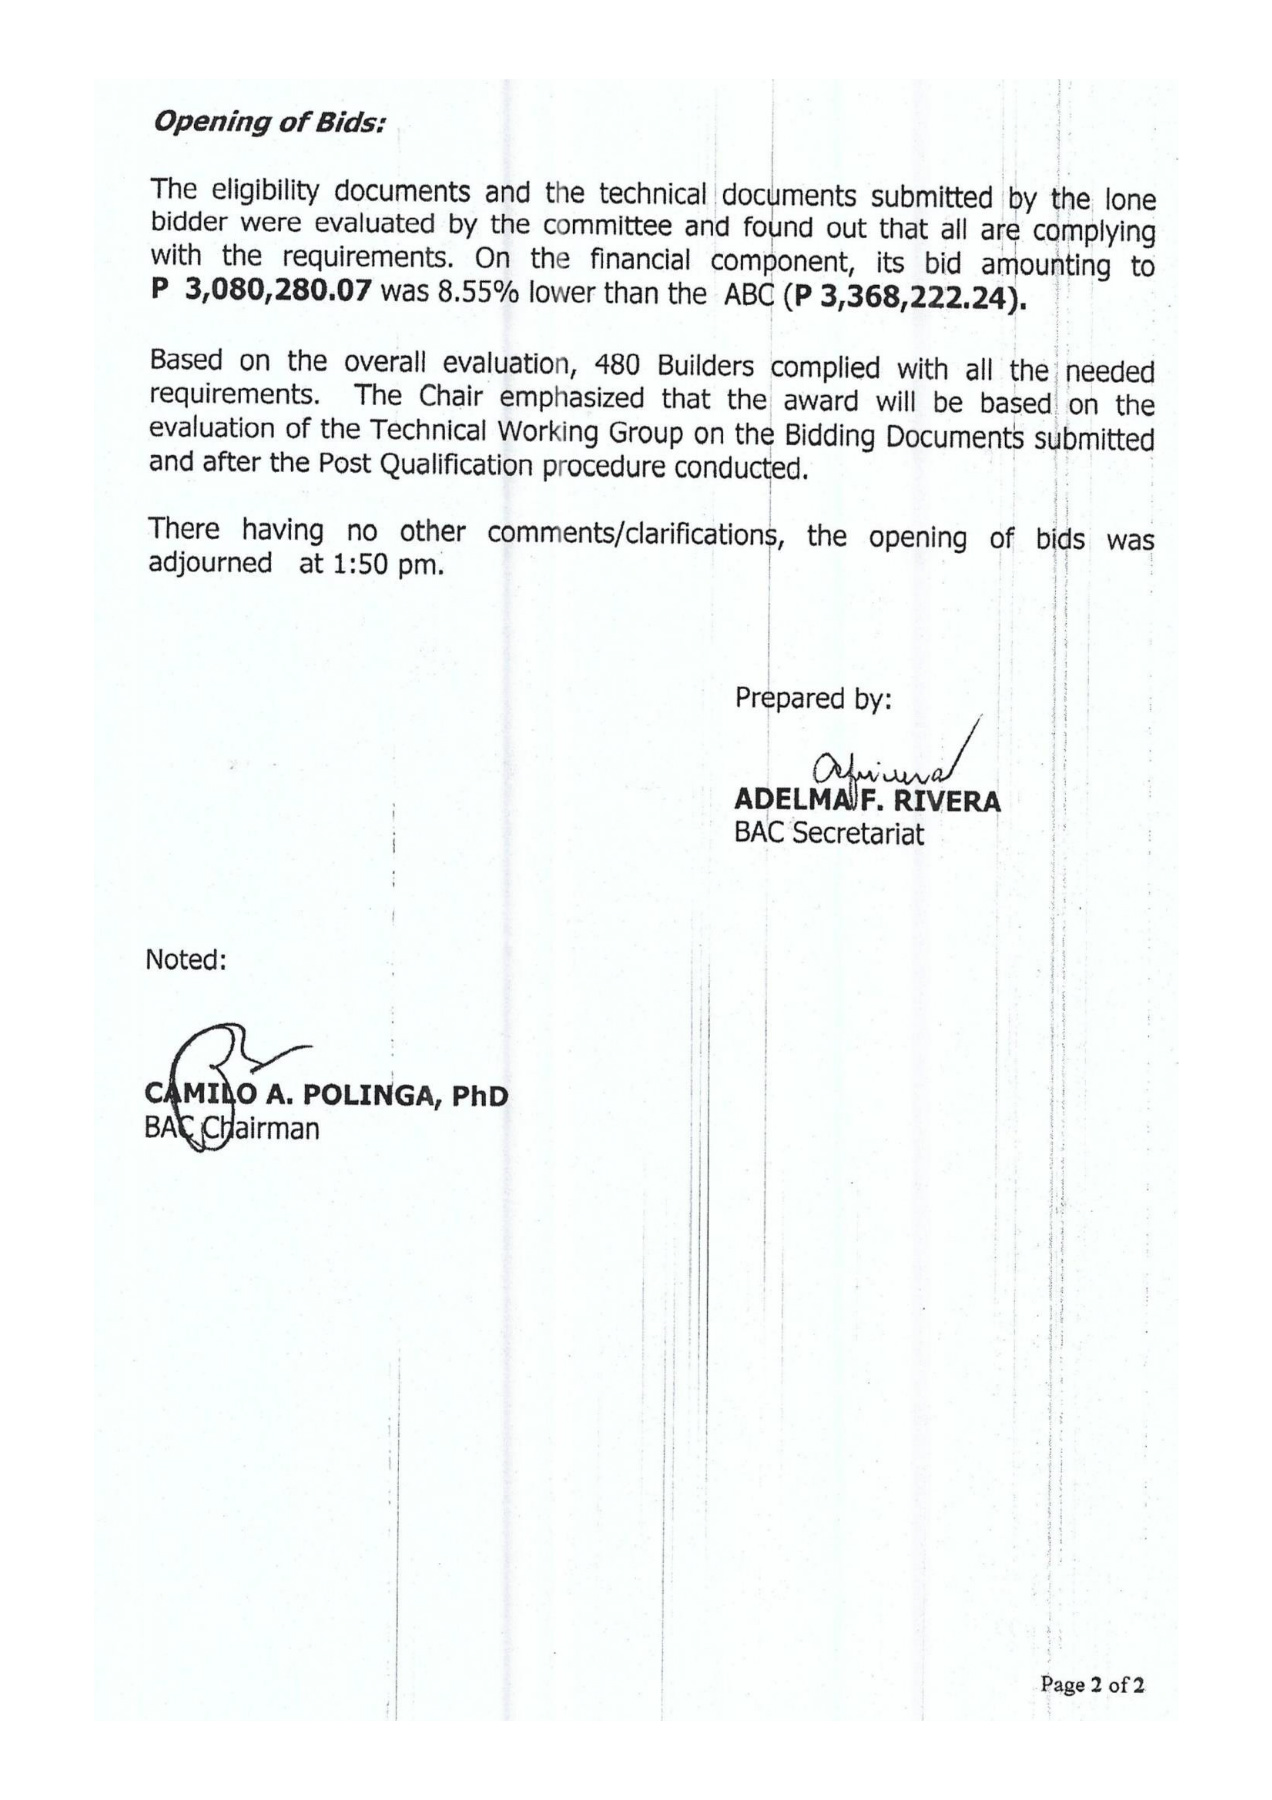 Opening of Bids:
The eligibility documents and the technical documents submitted by the lone
bidder were evaluated by the committee and found out that all are complying
with the requirements. On the financial component, its bid amounting to
P 3,080,280.07 was 8.55% lower than the ABC (P 3,368,222.24).
Based on the overall evaluation, 480 Builders complied with all the needed
requirements. The Chair emphasized that the award will be based on the
evaluation of the Technical Working Group on the Bidding Documents submitted
and after the Post Qualification procedure conducted.
There having no other comments/clarifications, the opening of bids was
adjourned at 1:50 pm.
Prepared by:
ADELMA F. RIVERA
BAC Secretariat
Noted:
CAMILO A. POLINGA, PhD
BAC Chairman
Page 2 of 2